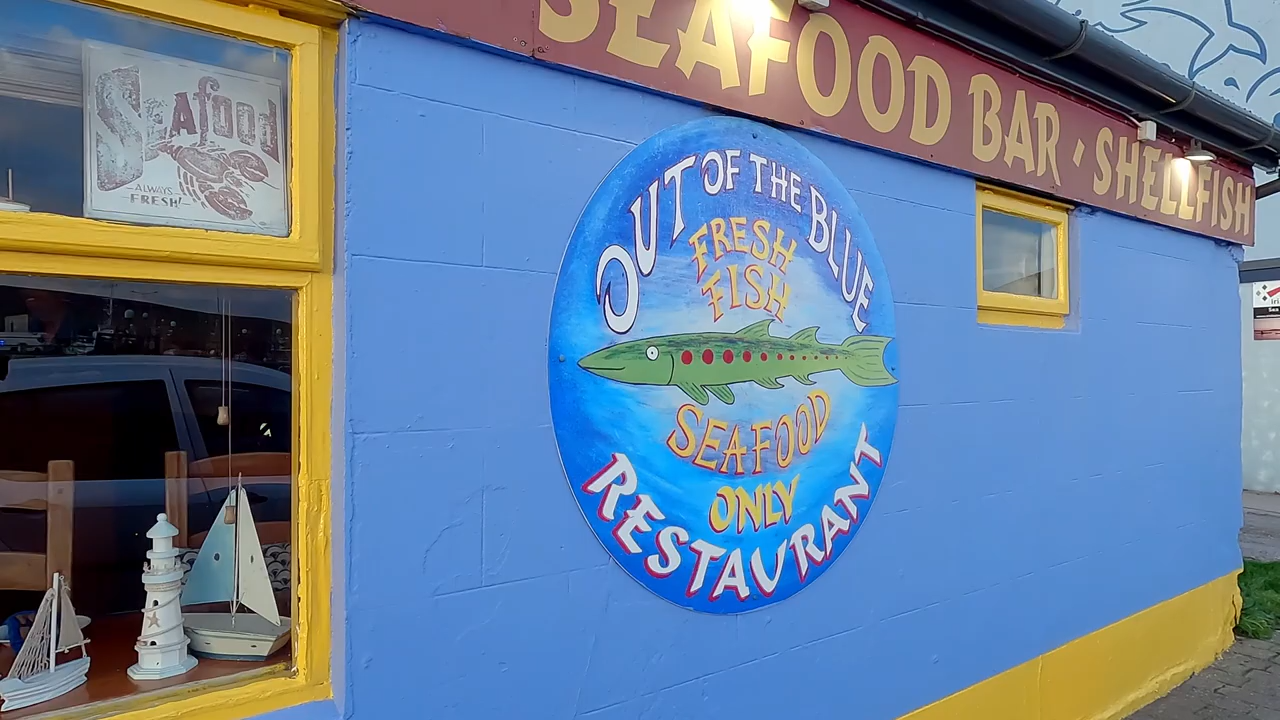 SEAFOOD BAR · SHELLFISH
Seafood
-ALWAYS-
FRESH!
OUT OF THE BLUE
FRESH
FISH
SEAFOOD
ONLY
RESTAURANT